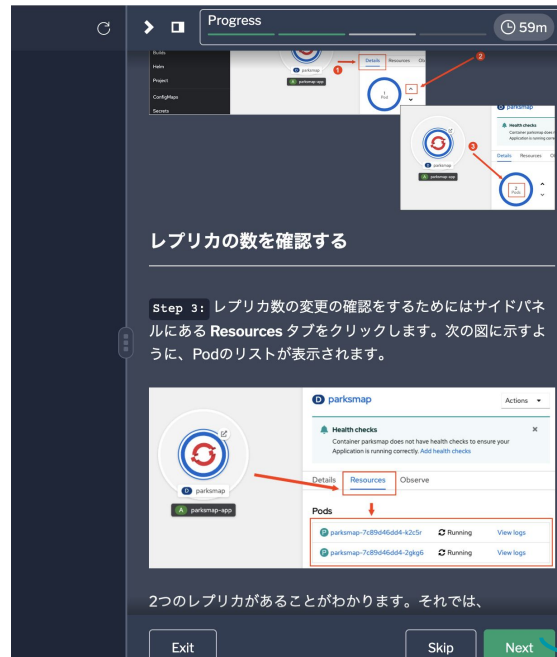 Progress
59m
Builds
Helm
Project
ConfigMaps
Secrets
D parksmap
A parksmap-app
1
Details Resources
1
Pod
2
parksmap
Health checks
Details Resources
D parksmap
A parksmap-app
3
2
Pods
レプリカの数を確認する
Step 3: レプリカ数の変更の確認をするためにはサイドパネ
ルにある Resources タブをクリックします。次の図に示すよ
うに、Podのリストが表示されます。
D parksmap
Actions
Health checks
Container parksmap does not have health checks to ensure your
Application is running correctly. Add health checks
Details Resources Observe
D parksmap
A parksmap-app
Pods
P parksmap-7c89d46dd4-k2c5r Running View logs
P parksmap-7c89d46dd4-2gkg6 Running View logs
2つのレプリカがあることがわかります。それでは、
Exit
Skip
Next